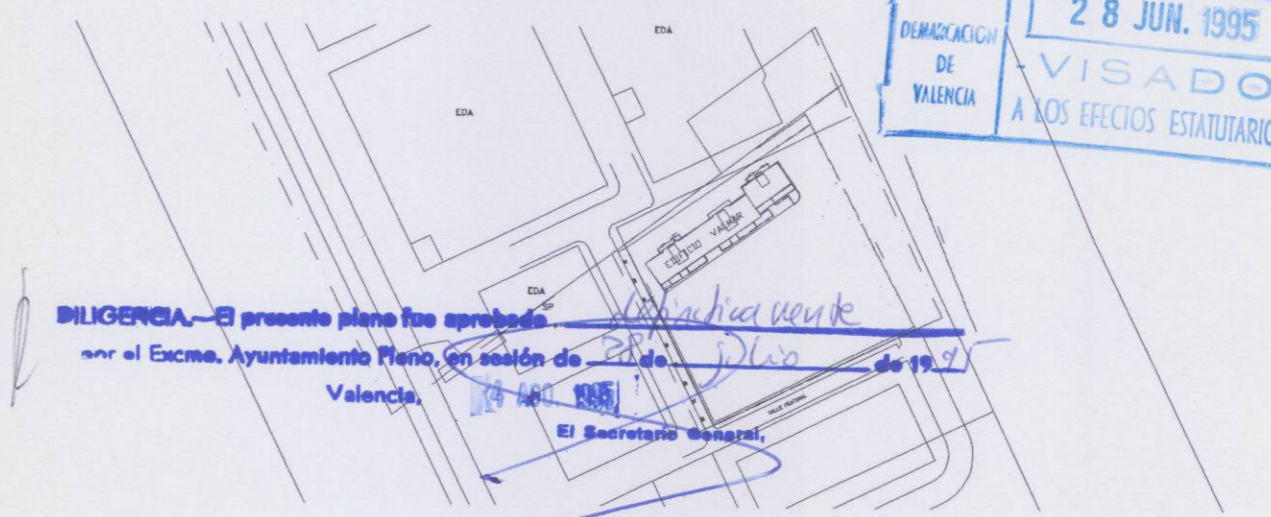 2 8 JUN. 1995
DEMARCACION
DE
VALENCIA
VISADO
A LOS EFECTOS ESTATUTARIO
EDA
EDA
EDIFICIO VALMAR
EDA
SP
DILIGENCIA.—El presente plano fue aprobado definitivamente
por el Excmo. Ayuntamiento Pleno, en sesión de 28 de julio de 1995
Valencia, 4 AGO 1995
CALLE PEATONAL
El Secretario General,